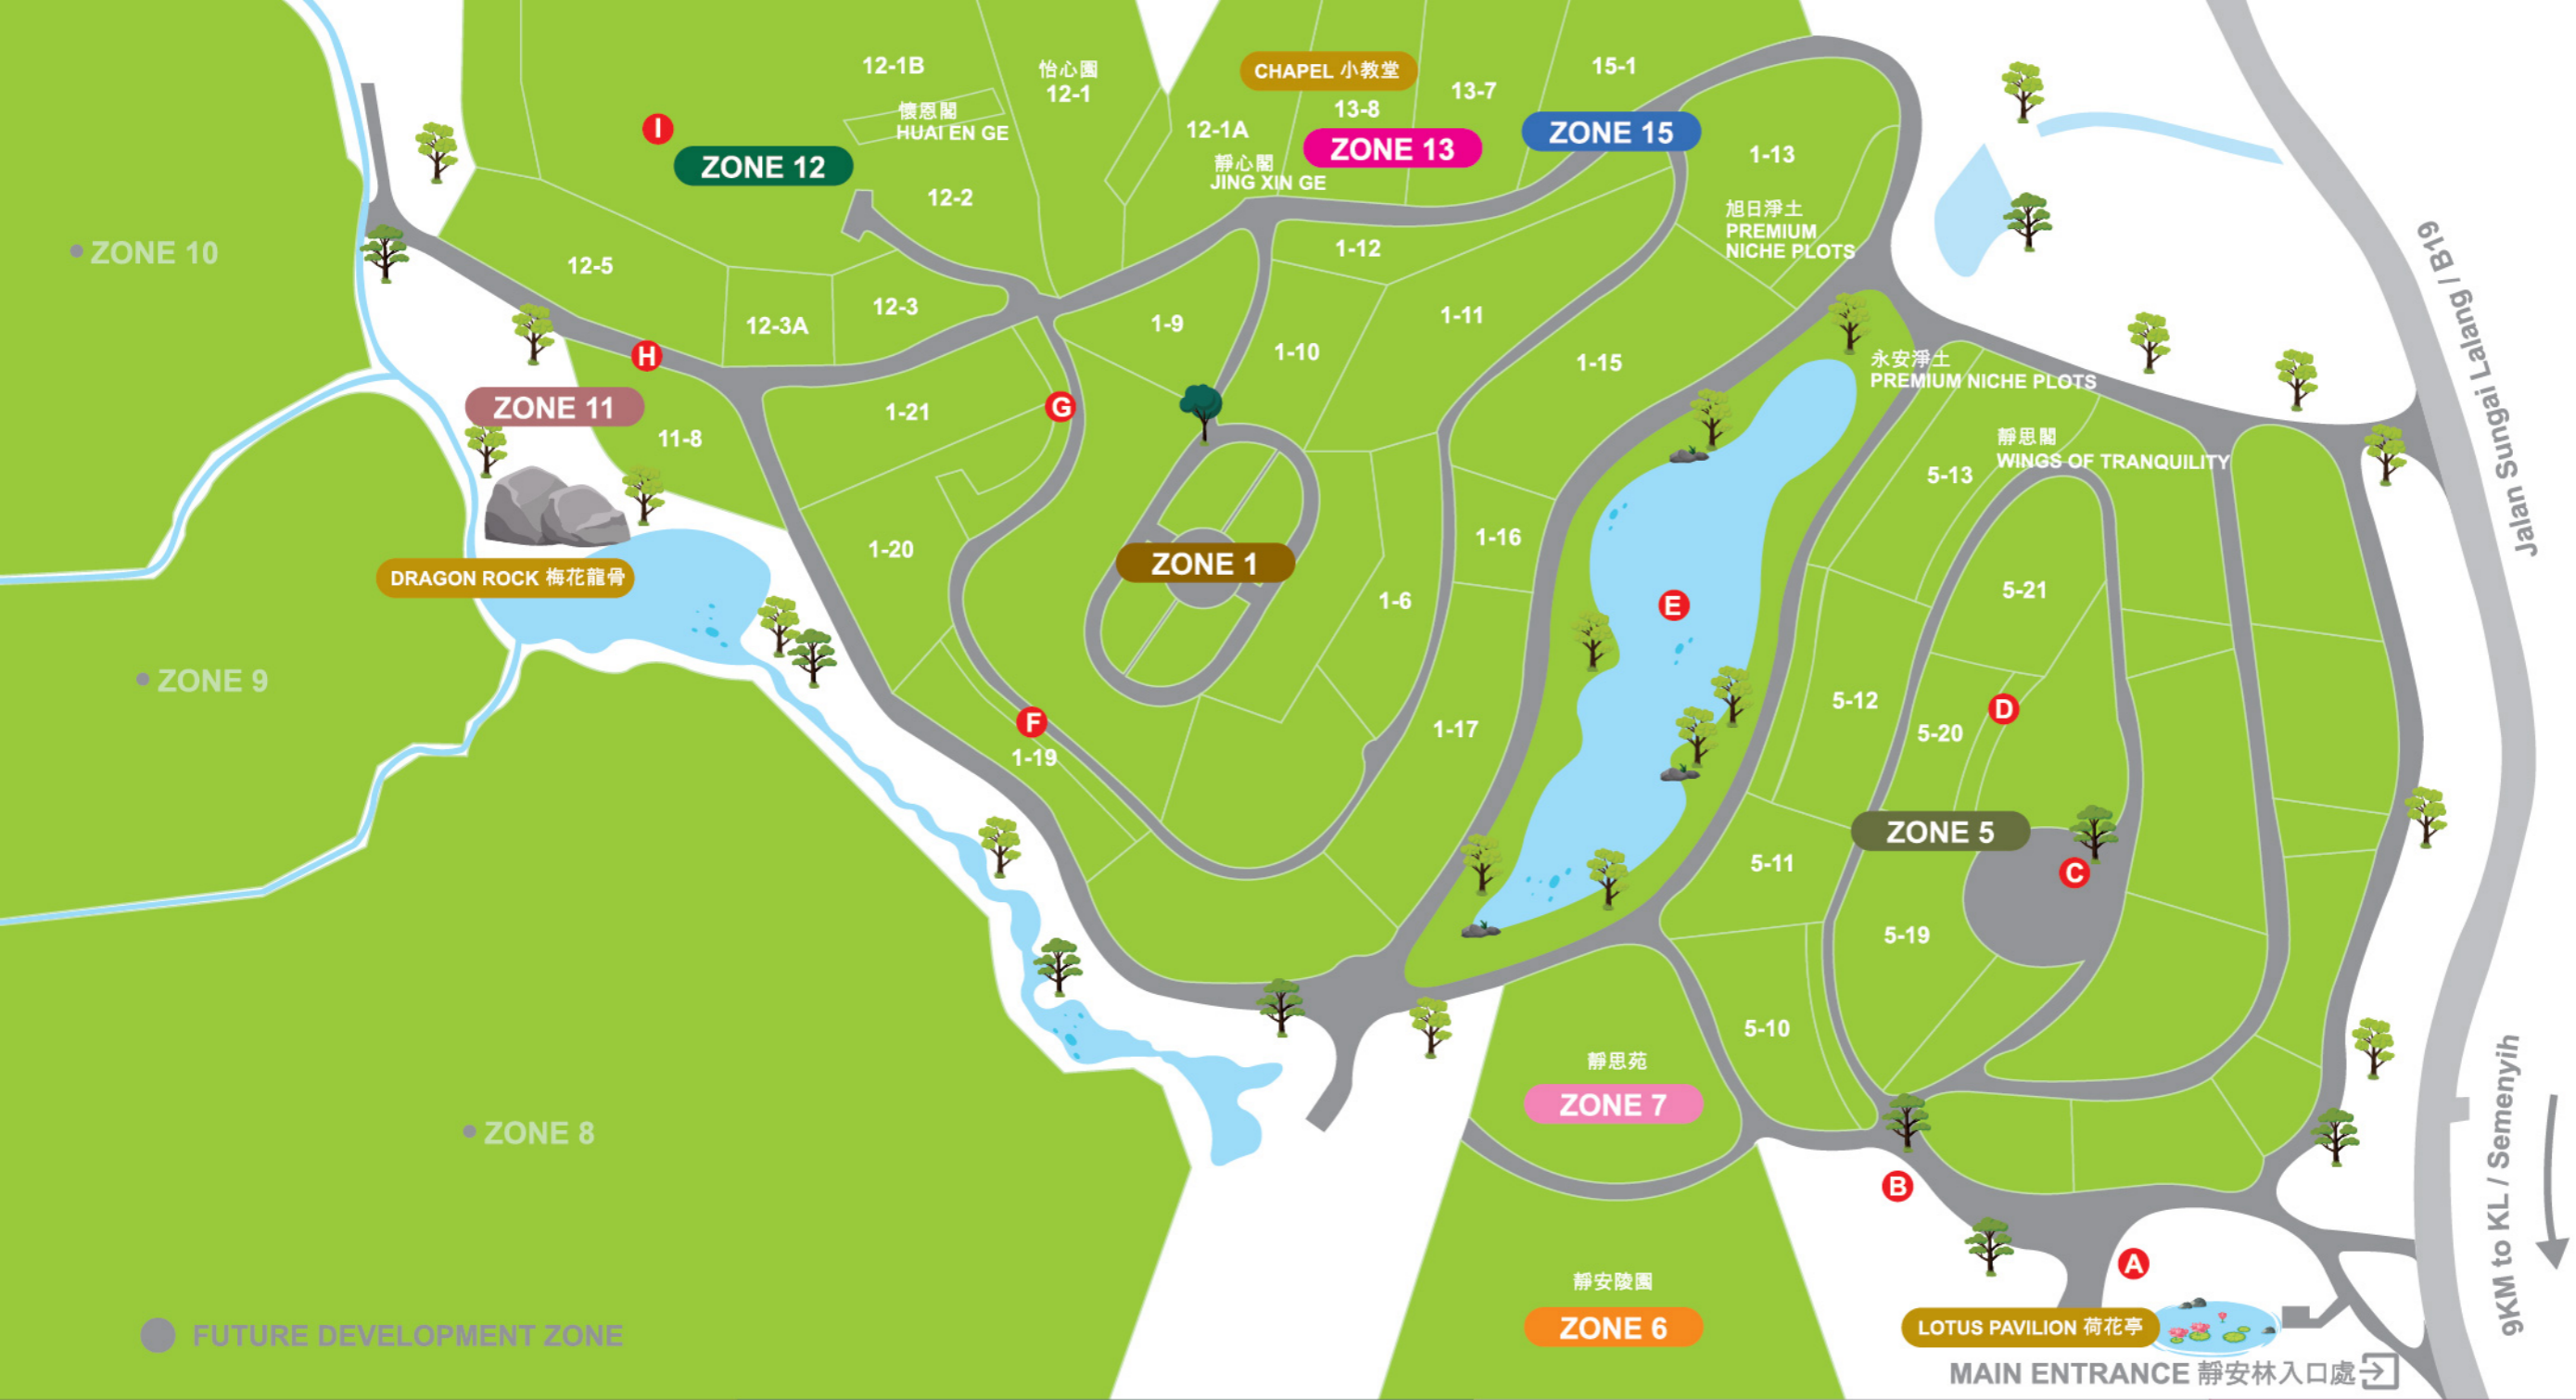 12-1B
怡心園
12-1
CHAPEL 小教堂
13-8
13-7
15-1
懷恩閣
HUAI EN GE
I
ZONE 12
12-1A
靜心閣
JING XIN GE
ZONE 13
ZONE 15
1-13
旭日淨土
PREMIUM
NICHE PLOTS
12-2
ZONE 10
12-5
12-3A
12-3
1-9
1-12
1-10
1-11
1-15
Jalan Sungai Lalang / B19
H
ZONE 11
11-8
1-21
G
永安淨土
PREMIUM NICHE PLOTS
靜思閣
WINGS OF TRANQUILITY
5-13
DRAGON ROCK 梅花龍骨
1-20
ZONE 1
1-6
1-16
E
5-21
ZONE 9
F
1-19
1-17
5-12
D
5-20
ZONE 5
C
5-11
5-19
5-10
靜思苑
ZONE 7
ZONE 8
B
A
9KM to KL / Semenyih
靜安陵園
ZONE 6
LOTUS PAVILION 荷花亭
FUTURE DEVELOPMENT ZONE
MAIN ENTRANCE 靜安林入口處